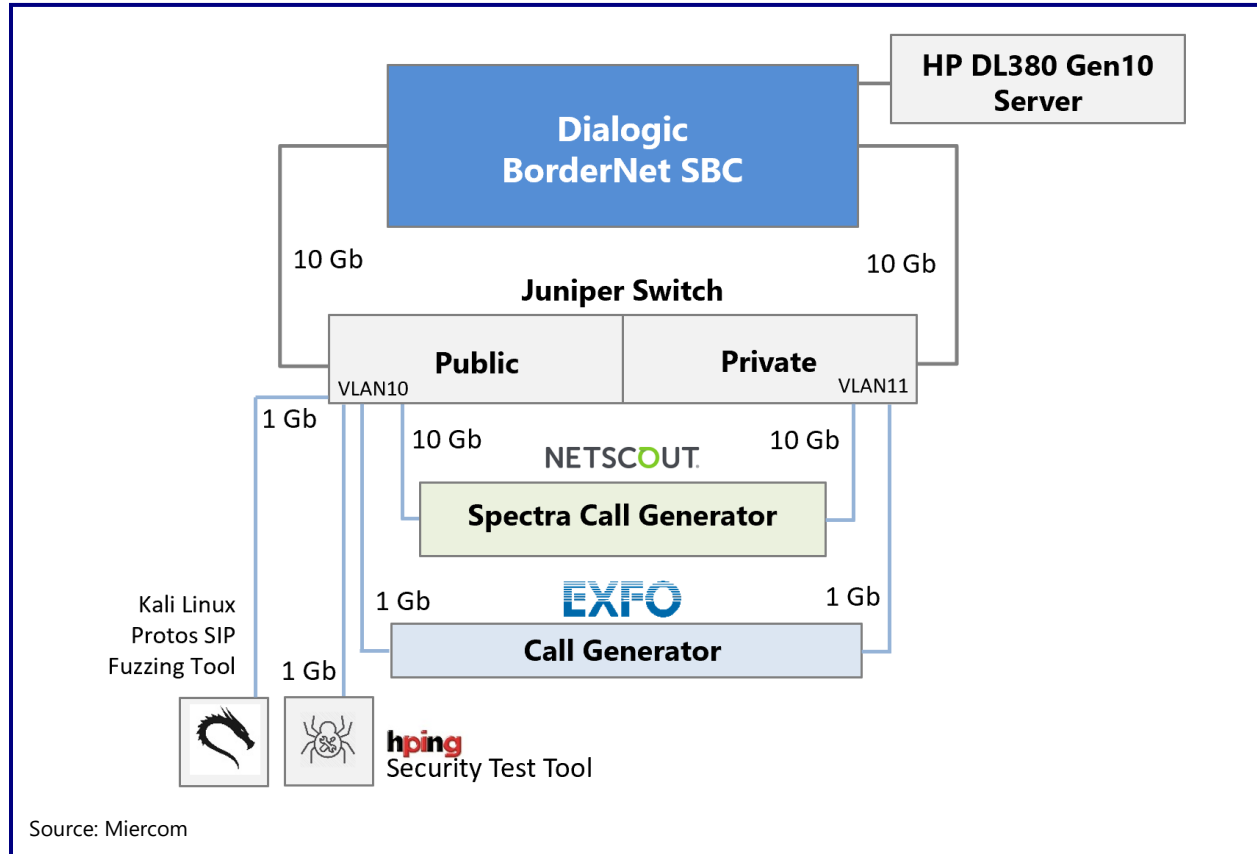 HP DL380 Gen10
Server
Dialogic
BorderNet SBC
10 Gb
10 Gb
Juniper Switch
Public
Private
VLAN10
VLAN11
1 Gb
10 Gb
10 Gb
NETSCOUT.
Spectra Call Generator
EXFO
1 Gb
1 Gb
Call Generator
Kali Linux
Protos SIP
Fuzzing Tool
1 Gb
hping
Security Test Tool
Source: Miercom